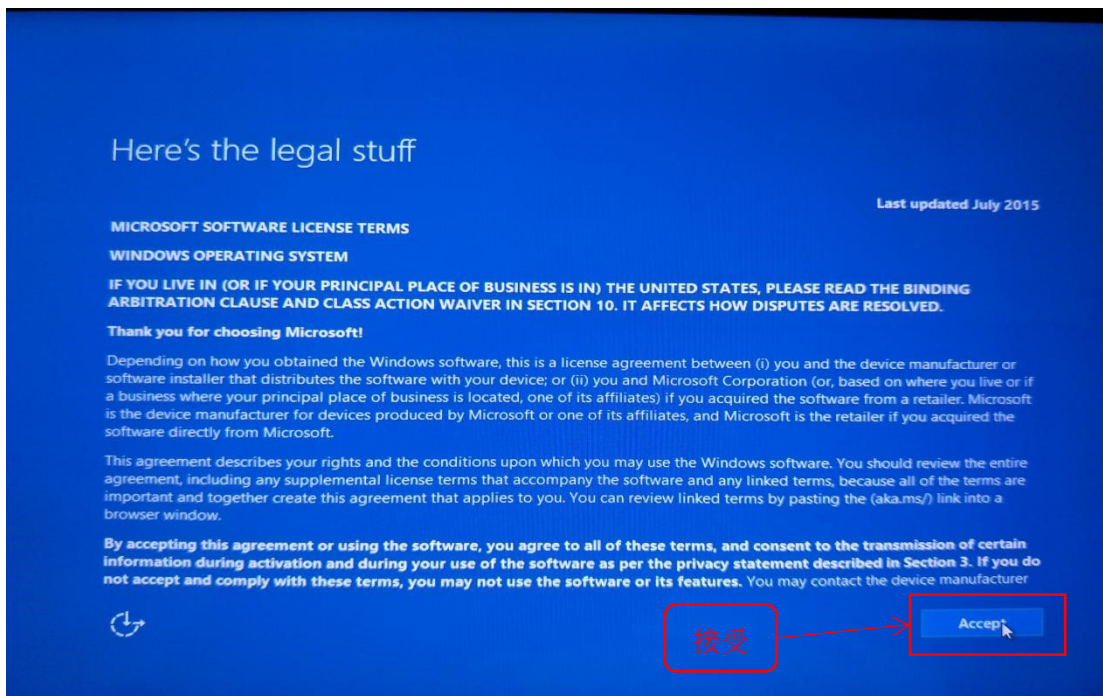 Here's the legal stuff
Last updated July 2015
MICROSOFT SOFTWARE LICENSE TERMS
WINDOWS OPERATING SYSTEM
IF YOU LIVE IN (OR IF YOUR PRINCIPAL PLACE OF BUSINESS IS IN) THE UNITED STATES, PLEASE READ THE BINDING
ARBITRATION CLAUSE AND CLASS ACTION WAIVER IN SECTION 10. IT AFFECTS HOW DISPUTES ARE RESOLVED.
Thank you for choosing Microsoft!
Depending on how you obtained the Windows software, this is a license agreement between (i) you and the device manufacturer or
software installer that distributes the software with your device; or (ii) you and Microsoft Corporation (or, based on where you live or if
a business where your principal place of business is located, one of its affiliates) if you acquired the software from a retailer. Microsoft
is the device manufacturer for devices produced by Microsoft or one of its affiliates, and Microsoft is the retailer if you acquired the
software directly from Microsoft.
This agreement describes your rights and the conditions upon which you may use the Windows software. You should review the entire
agreement, including any supplemental license terms that accompany the software and any linked terms, because all of the terms are
important and together create this agreement that applies to you. You can review linked terms by pasting the (aka.ms/) link into a
browser window.
By accepting this agreement or using the software, you agree to all of these terms, and consent to the transmission of certain
information during activation and during your use of the software as per the privacy statement described in Section 3. If you do
not accept and comply with these terms, you may not use the software or its features. You may contact the device manufacturer
接受
Accept